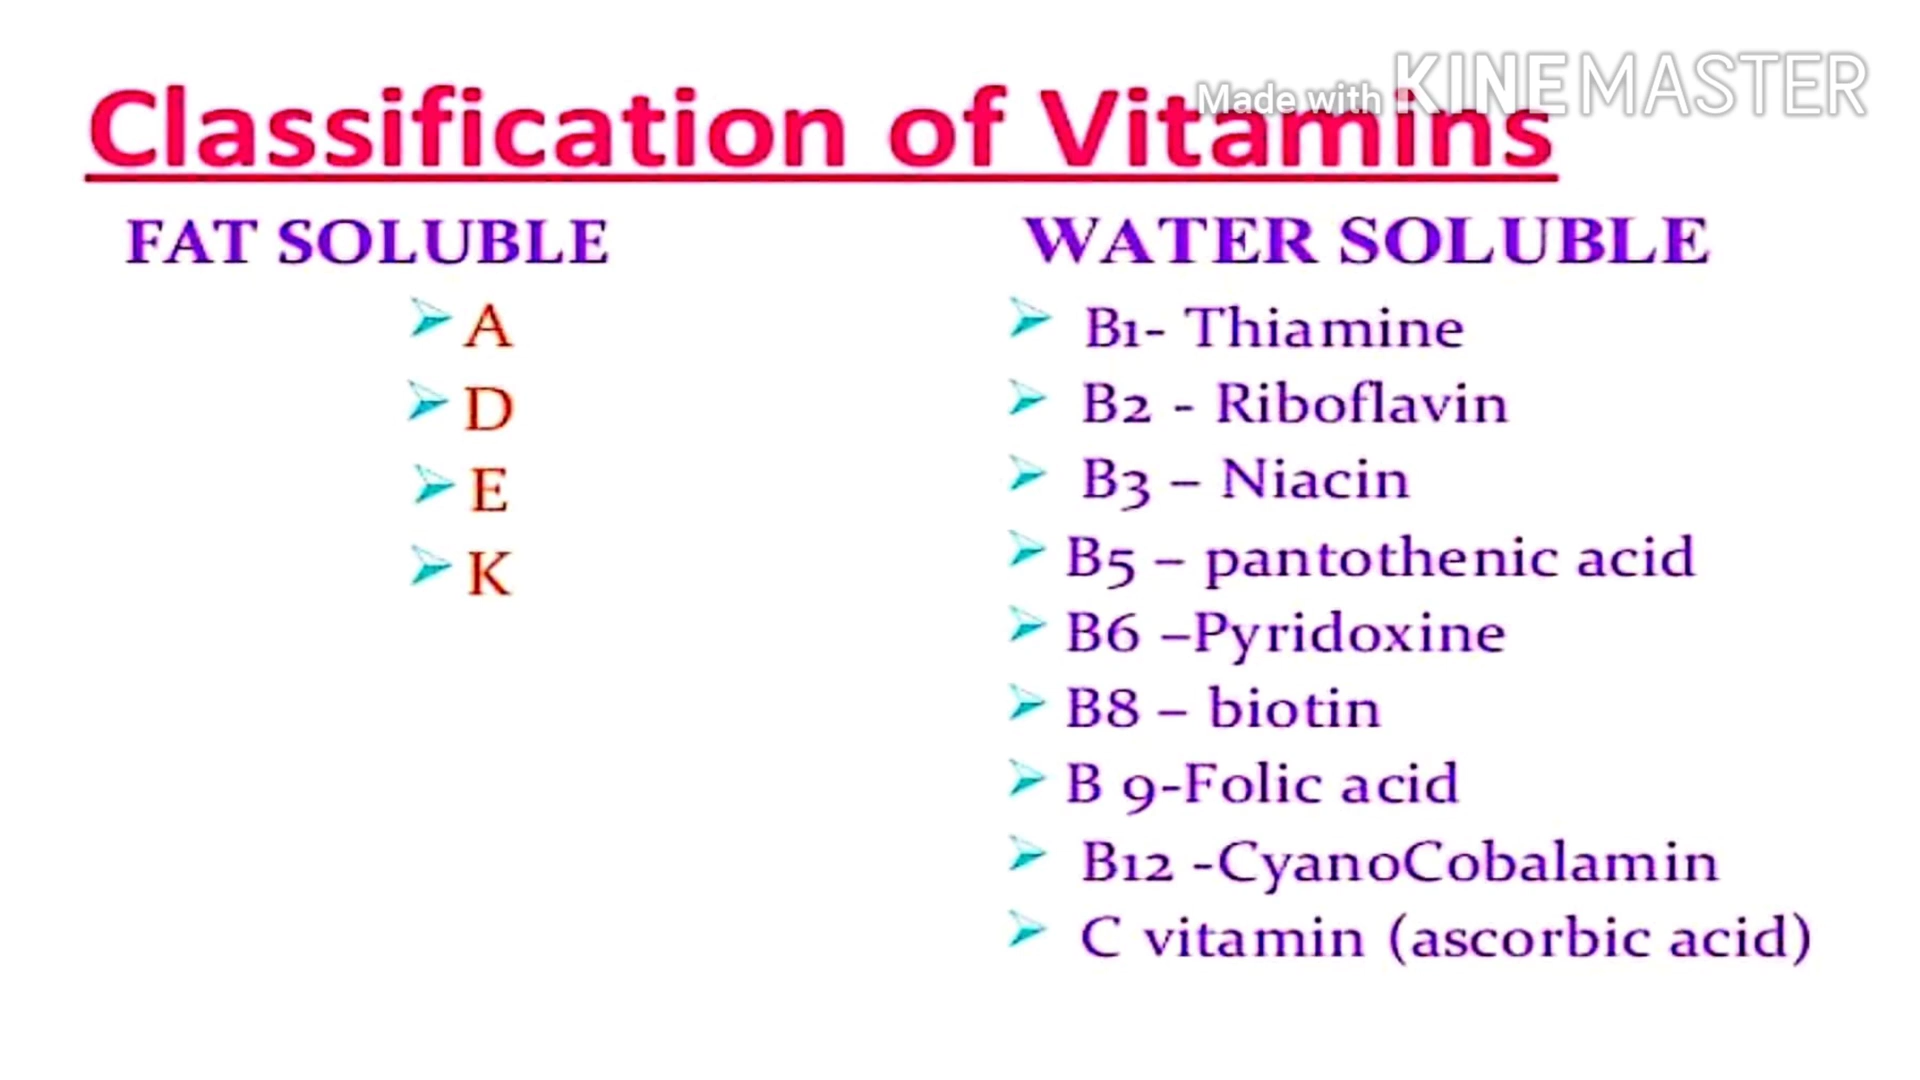 Made with KINEMASTER
Classification of Vitamins
FAT SOLUBLE
A
D
E
K
WATER SOLUBLE
B1- Thiamine
B2 - Riboflavin
B3 – Niacin
B5 – pantothenic acid
B6 –Pyridoxine
B8 – biotin
B 9-Folic acid
B12 -CyanoCobalamin
C vitamin (ascorbic acid)